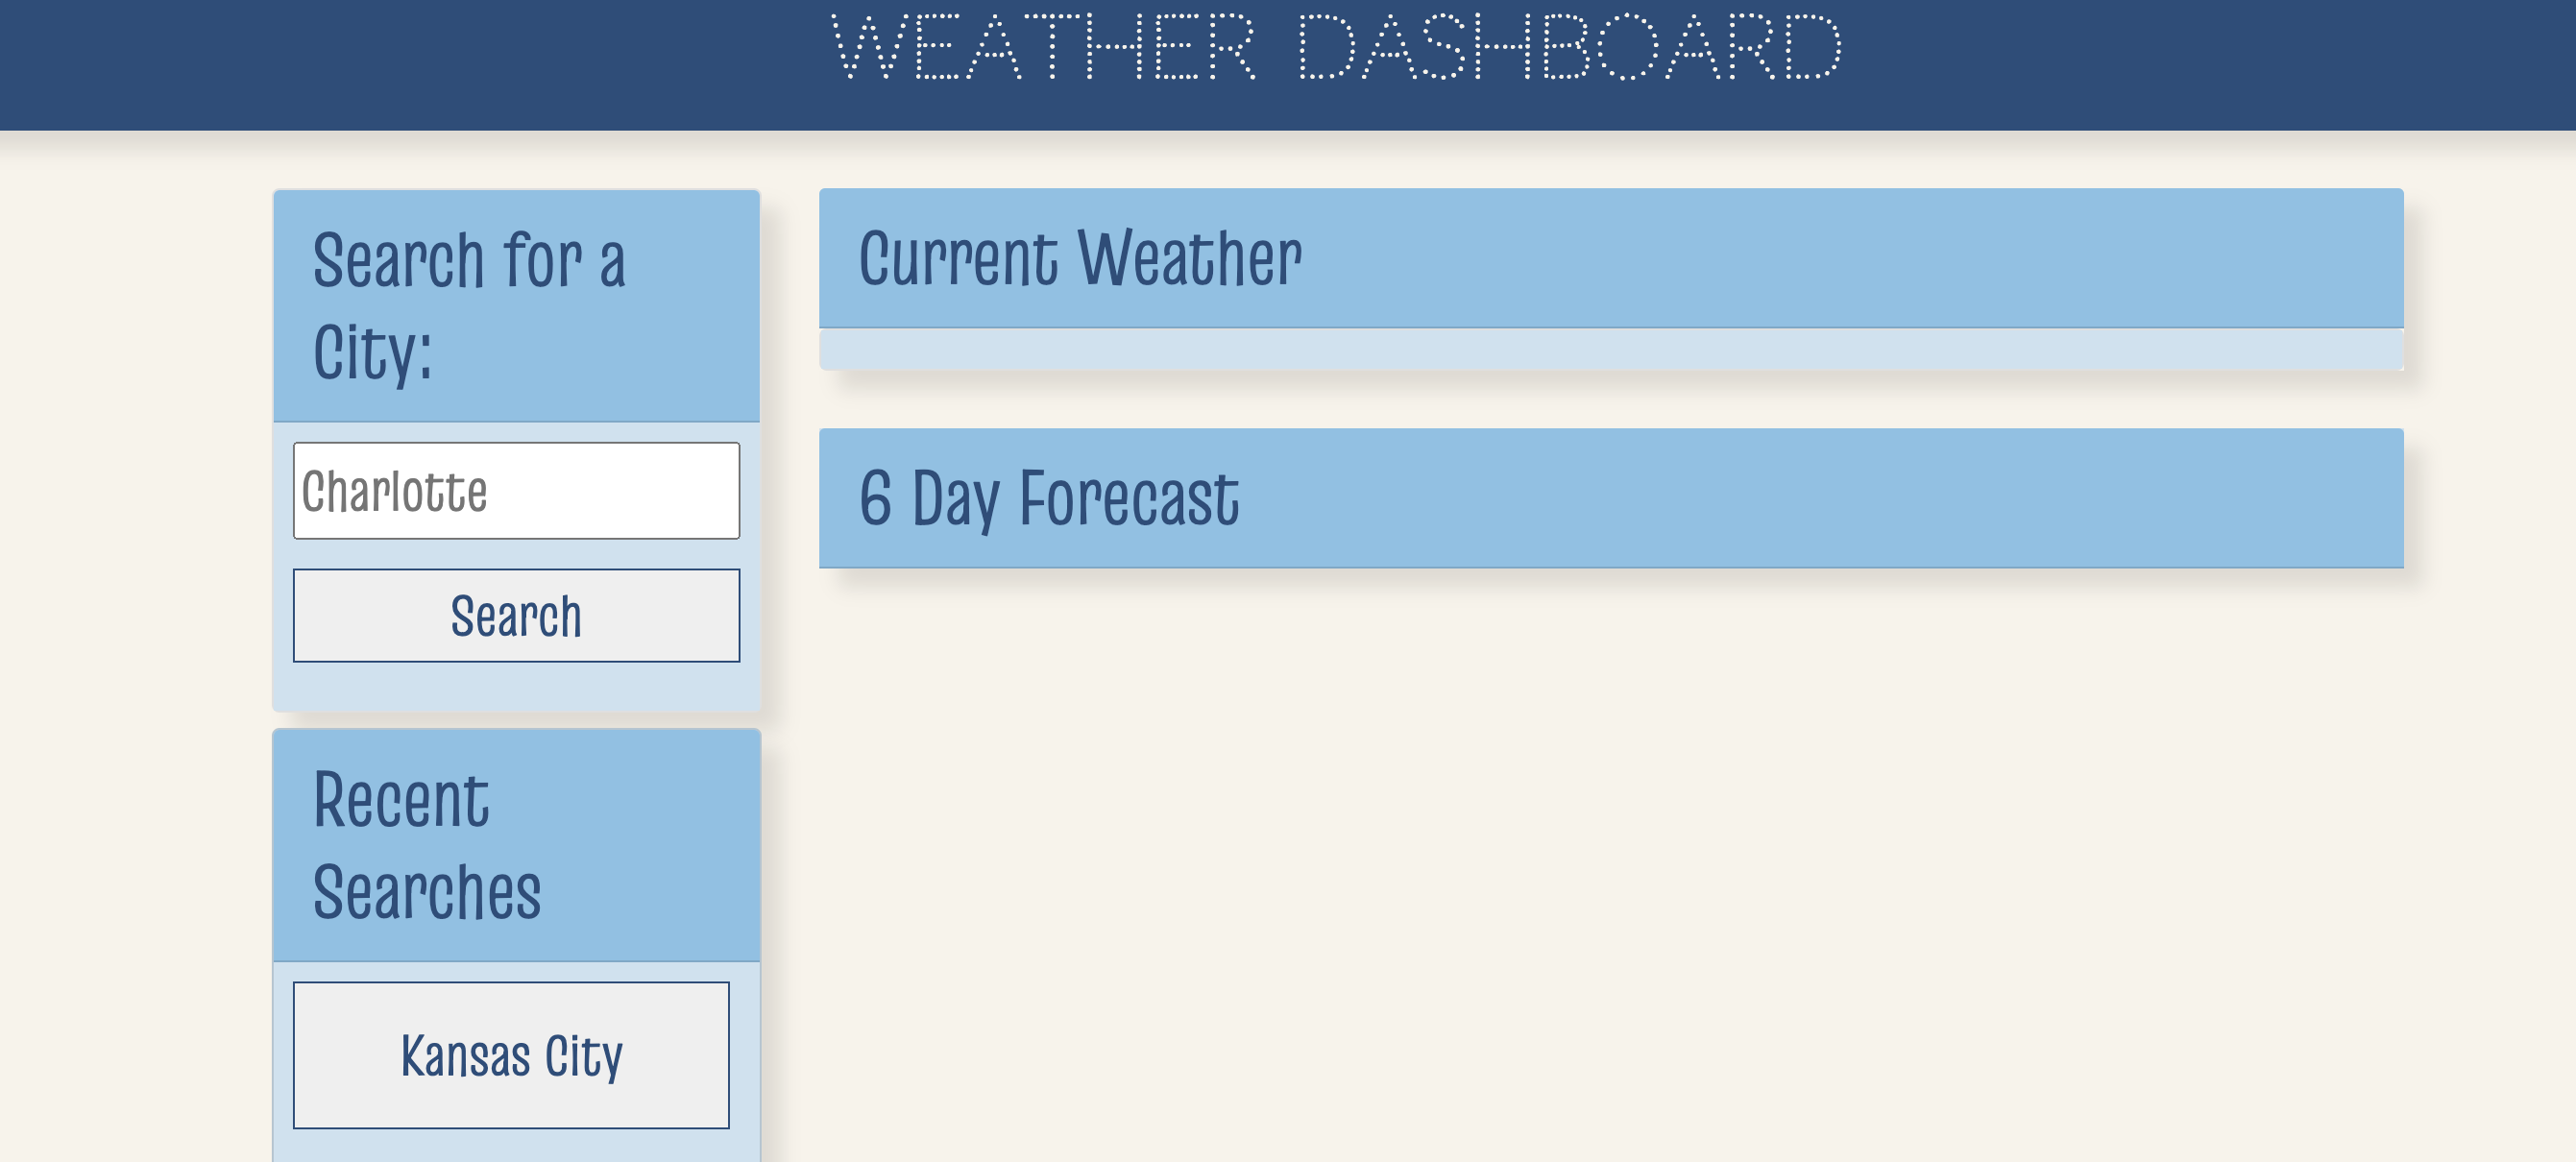 WEATHER DASHBOARD
Search for a
City:
Charlotte
Search
Recent
Searches
Kansas City
Current Weather
6 Day Forecast